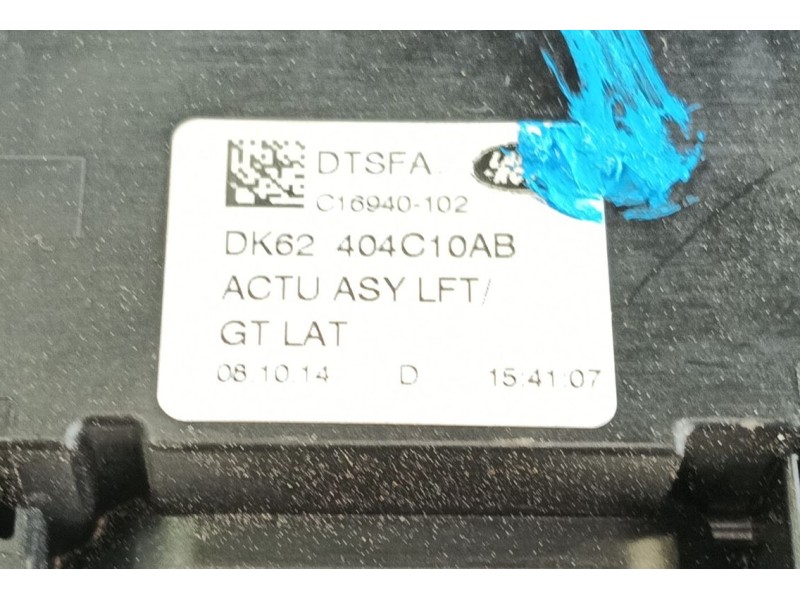 DTSFA
C16940-102
DK62 404C10AB
ACTU ASY LFT/
GT LAT
08.10.14 D 15:41:07